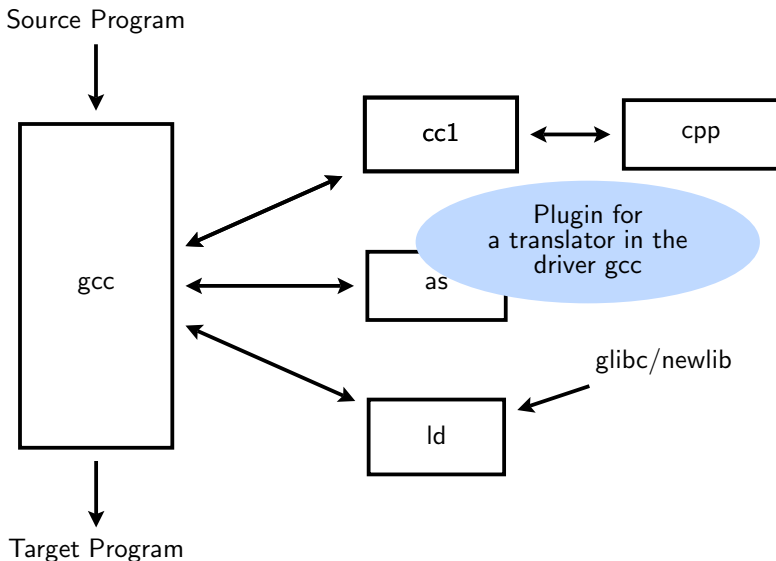 Source Program
cc1
cpp
Plugin for
a translator in the
driver gcc
gcc
as
glibc/newlib
ld
Target Program